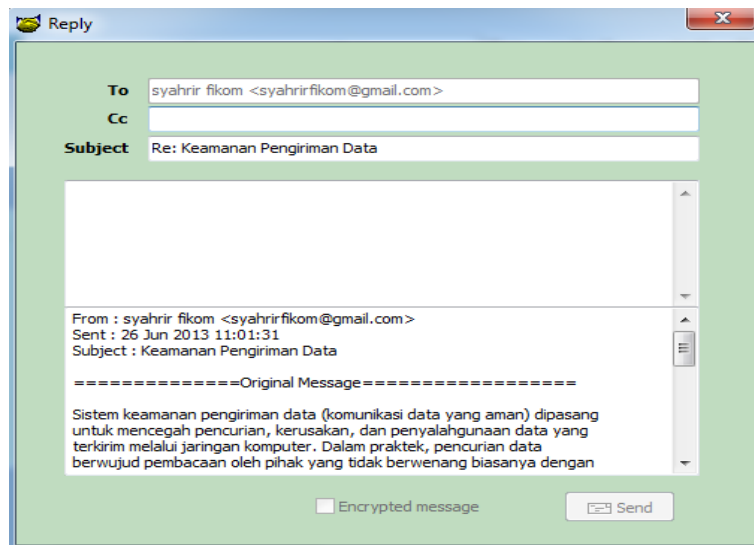 Reply
To syahrir fikom <syahrirfikom@gmail.com>
Cc
Subject Re: Keamanan Pengiriman Data
From : syahrir fikom <syahrirfikom@gmail.com>
Sent : 26 Jun 2013 11:01:31
Subject : Keamanan Pengiriman Data
==============Original Message==================
Sistem keamanan pengiriman data (komunikasi data yang aman) dipasang
untuk mencegah pencurian, kerusakan, dan penyalahgunaan data yang
terkirim melalui jaringan komputer. Dalam praktek, pencurian data
berwujud pembacaan oleh pihak yang tidak berwenang biasanya dengan
Encrypted message Send